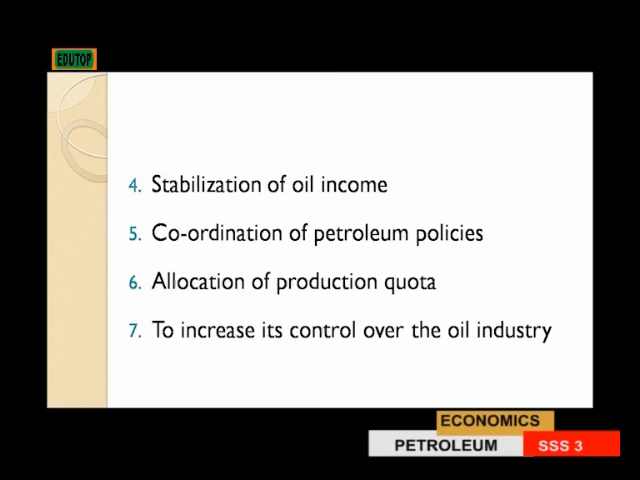 EDUTOP
4. Stabilization of oil income
5. Co-ordination of petroleum policies
6. Allocation of production quota
7. To increase its control over the oil industry
ECONOMICS
PETROLEUM SSS 3